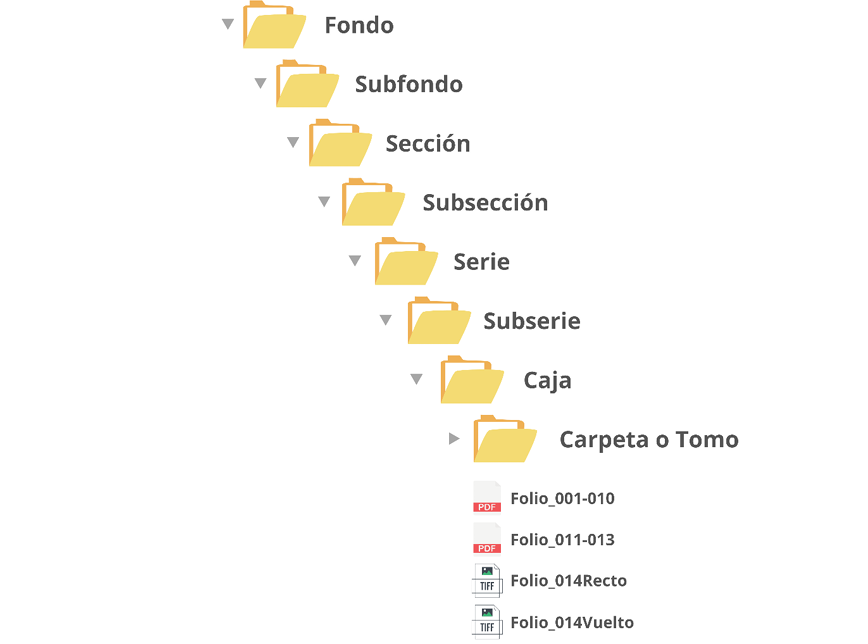 Fondo
Subfondo
Sección
Subsección
Serie
Subserie
Caja
Carpeta o Tomo
PDF Folio_001-010
PDF Folio_011-013
TIFF Folio_014Recto
TIFF Folio_014Vuelto